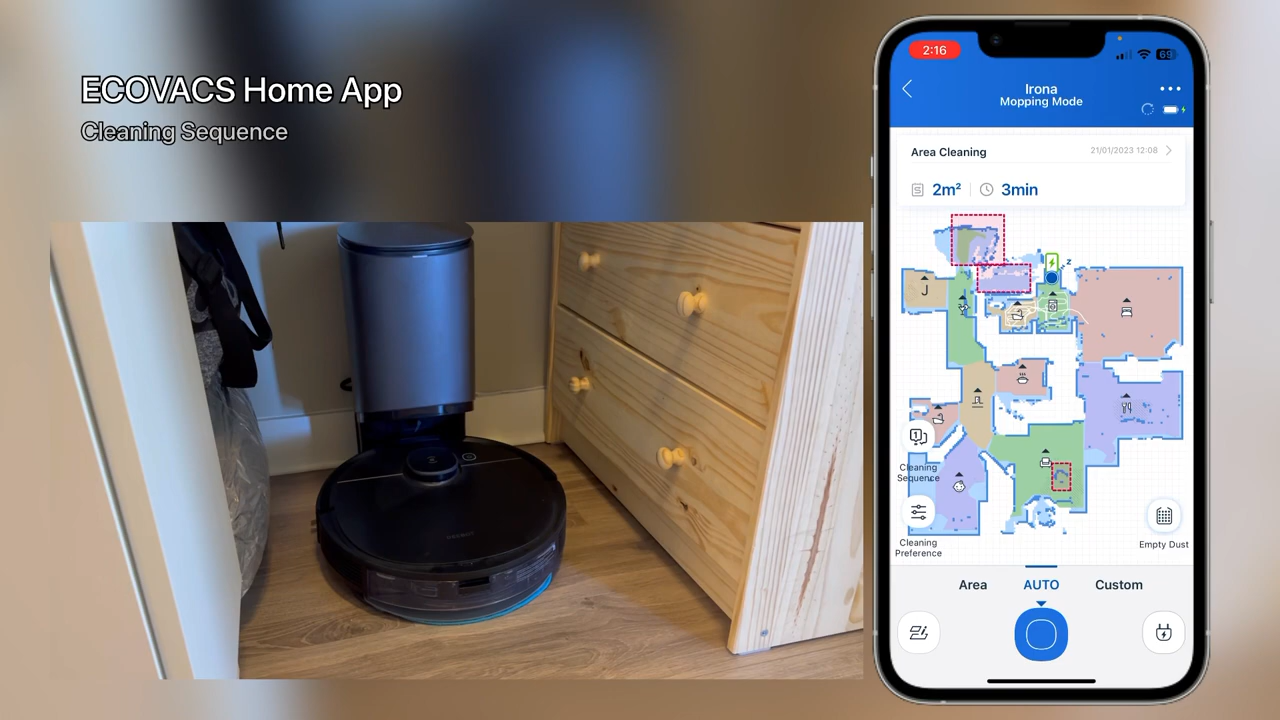 ECOVACS Home App
Cleaning Sequence
2:16
69
Irona
Mopping Mode
Area Cleaning
21/01/2023 12:08
2m²
3min
z
Cleaning
Sequence
Cleaning
Preference
Empty Dust
Area
AUTO
Custom